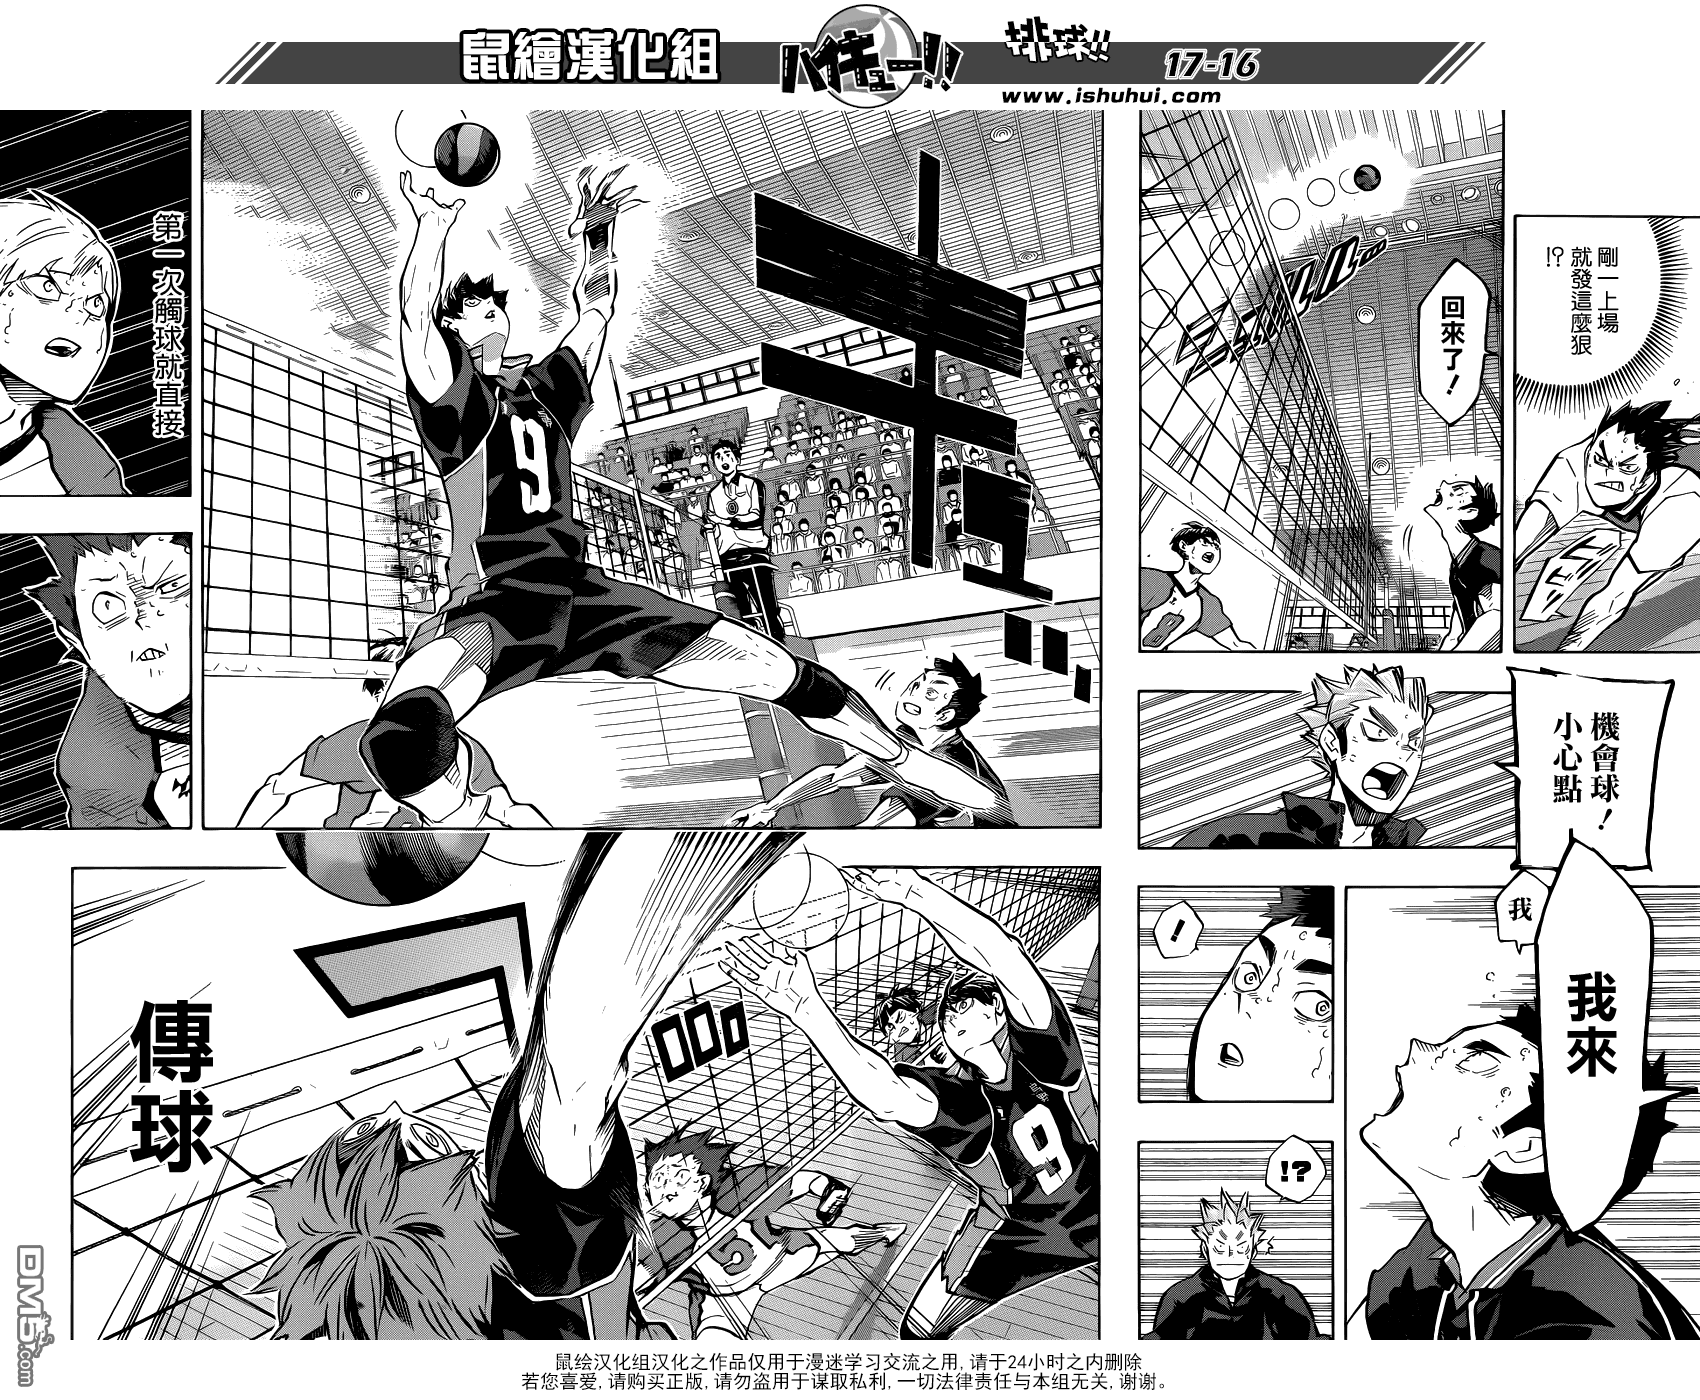 鼠繪漢化組
ハイキュー!!
排球!!
17-16
www.ishuhui.com
剛一上場
就發這麼狠
!?
回來了！
機會球！
小心點
我
我來
!
!?
第一次觸球就直接
傳球
9
9
5
DM5.com
鼠绘汉化组汉化之作品仅用于漫迷学习交流之用, 请于24小时之内删除
若您喜爱, 请购买正版, 请勿盗用于谋取私利, 一切法律责任与本组无关, 谢谢。